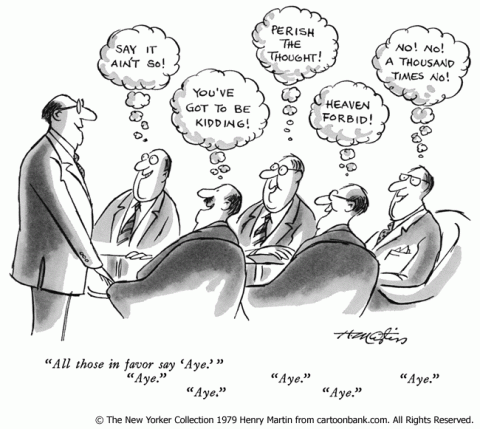 SAY IT
AIN'T SO!
YOU'VE
GOT TO BE
KIDDING!
PERISH
THE
THOUGHT!
HEAVEN
FORBID!
NO! NO!
A THOUSAND
TIMES NO!
H. Martin
"All those in favor say 'Aye.'"
"Aye."
"Aye."
"Aye."
"Aye."
"Aye."
© The New Yorker Collection 1979 Henry Martin from cartoonbank.com. All Rights Reserved.